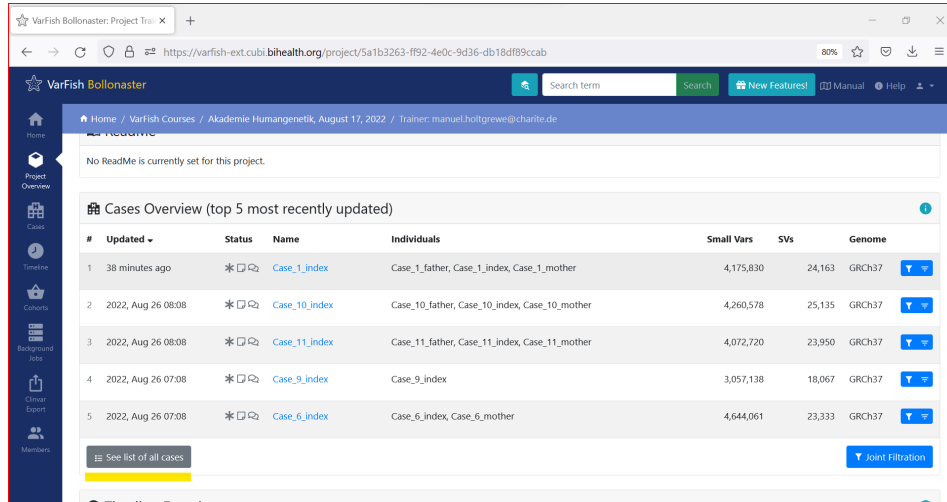 VarFish Bollonaster: Project Trai
https://varfish-ext.cubi.bihealth.org/project/5a1b3263-ff92-4e0c-9d36-db18df89ccab 80%
VarFish Bollonaster Search term Search New Features! Manual Help
Home / VarFish Courses / Akademie Humangenetik, August 17, 2022 / Trainer: manuel.holtgrewe@charite.de
Home
Project Overview
Cases
Timeline
Cohorts
Background Jobs
Clinvar Export
Members
ReadMe
No ReadMe is currently set for this project.
Cases Overview (top 5 most recently updated)
# Updated Status Name Individuals Small Vars SVs Genome
1 38 minutes ago Case_1_index Case_1_father, Case_1_index, Case_1_mother 4,175,830 24,163 GRCh37
2 2022, Aug 26 08:08 Case_10_index Case_10_father, Case_10_index, Case_10_mother 4,260,578 25,135 GRCh37
3 2022, Aug 26 08:08 Case_11_index Case_11_father, Case_11_index, Case_11_mother 4,072,720 23,950 GRCh37
4 2022, Aug 26 07:08 Case_9_index Case_9_index 3,057,138 18,067 GRCh37
5 2022, Aug 26 07:08 Case_6_index Case_6_index, Case_6_mother 4,644,061 23,333 GRCh37
See list of all cases Joint Filtration